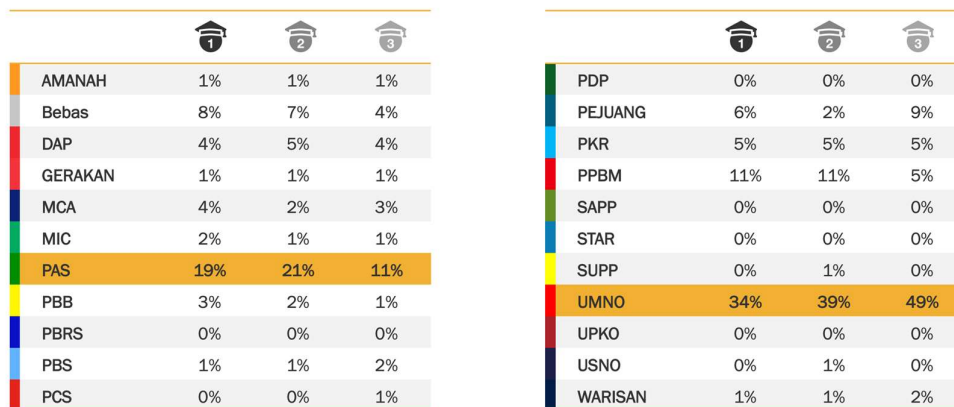 1 2 3
AMANAH 1% 1% 1%
Bebas 8% 7% 4%
DAP 4% 5% 4%
GERAKAN 1% 1% 1%
MCA 4% 2% 3%
MIC 2% 1% 1%
PAS 19% 21% 11%
PBB 3% 2% 1%
PBRS 0% 0% 0%
PBS 1% 1% 2%
PCS 0% 0% 1%
1 2 3
PDP 0% 0% 0%
PEJUANG 6% 2% 9%
PKR 5% 5% 5%
PPBM 11% 11% 5%
SAPP 0% 0% 0%
STAR 0% 0% 0%
SUPP 0% 1% 0%
UMNO 34% 39% 49%
UPKO 0% 0% 0%
USNO 0% 1% 0%
WARISAN 1% 1% 2%